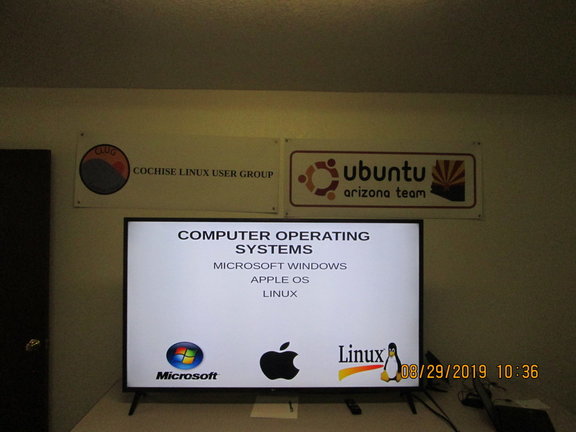 CLUG
COCHISE LINUX USER GROUP
ubuntu
arizona team
COMPUTER OPERATING
SYSTEMS
MICROSOFT WINDOWS
APPLE OS
LINUX
Microsoft
Linux
08/29/2019 10:36